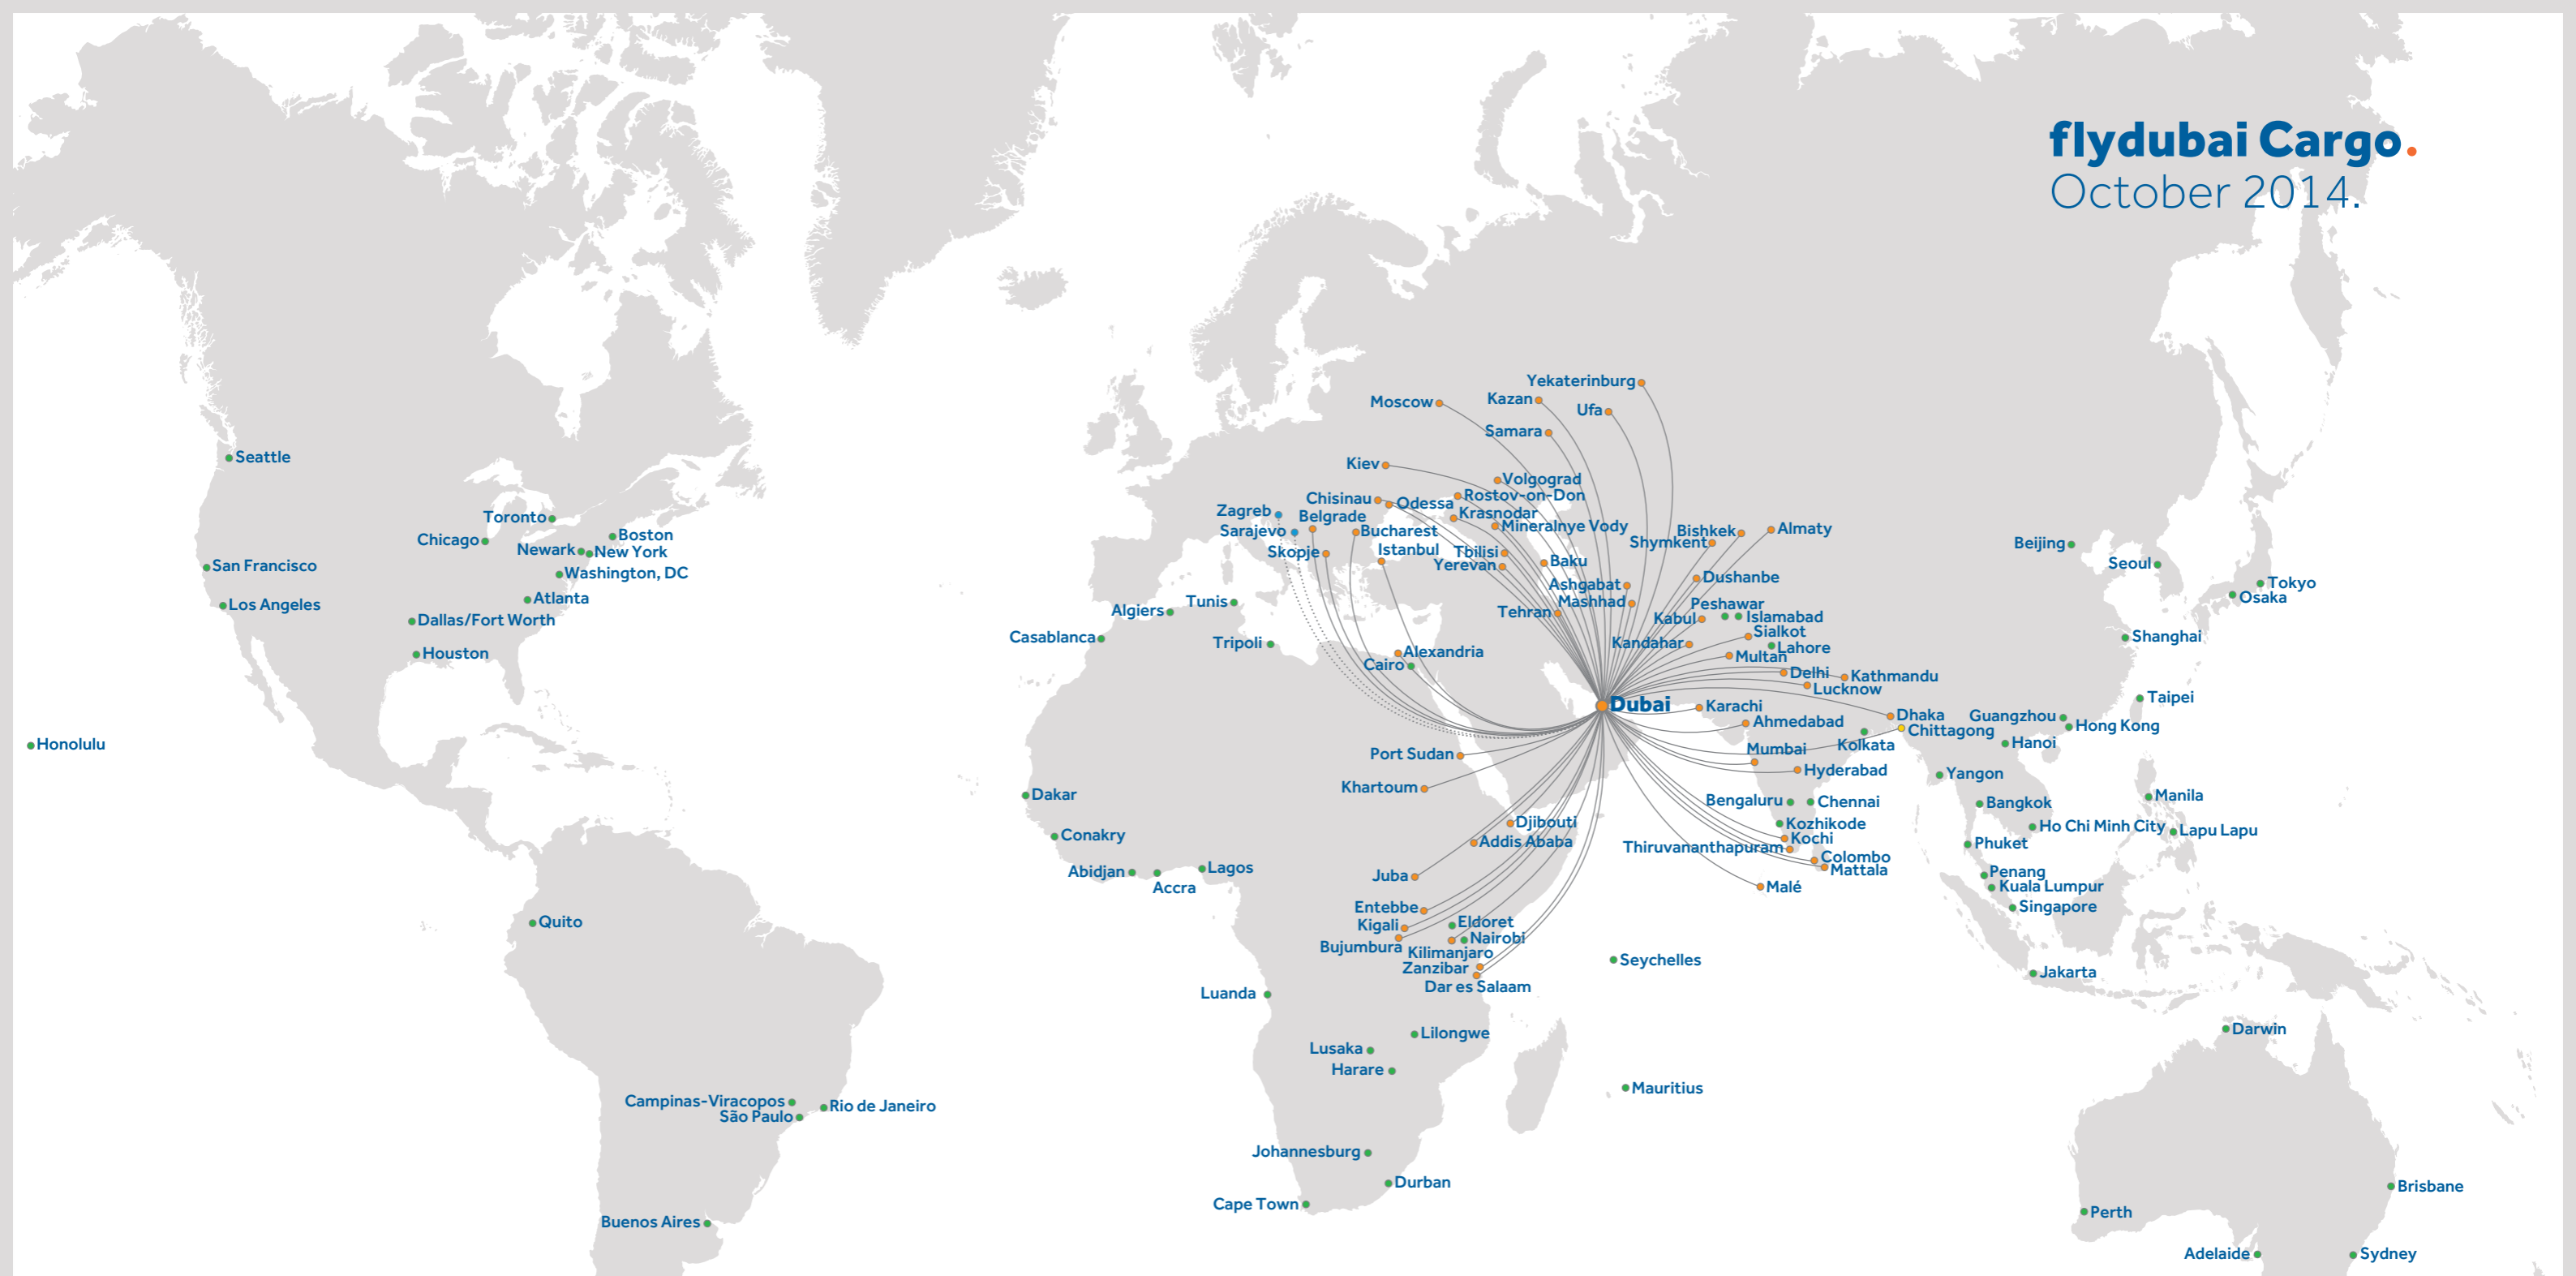 flydubai Cargo.
October 2014.
Yekaterinburg
Moscow
Kazan
Ufa
Samara
Seattle
Kiev
Volgograd
Rostov-on-Don
Chisinau
Odessa
Zagreb
Belgrade
Krasnodar
Toronto
Mineralnye Vody
Sarajevo
Bucharest
Bishkek
Almaty
Boston
Chicago
Shymkent
Beijing
Newark
New York
Skopje
Istanbul
Tbilisi
Baku
Yerevan
Seoul
San Francisco
Washington, DC
Dushanbe
Ashgabat
Tokyo
Osaka
Atlanta
Tunis
Mashhad
Peshawar
Los Angeles
Algiers
Tehran
Kabul
Islamabad
Dallas/Fort Worth
Sialkot
Casablanca
Tripoli
Kandahar
Lahore
Shanghai
Houston
Alexandria
Multan
Cairo
Delhi
Kathmandu
Lucknow
Taipei
Dubai
Karachi
Dhaka
Guangzhou
Ahmedabad
Hong Kong
Chittagong
Honolulu
Kolkata
Hanoi
Port Sudan
Mumbai
Hyderabad
Yangon
Khartoum
Dakar
Bengaluru
Chennai
Bangkok
Manila
Djibouti
Kozhikode
Ho Chi Minh City
Lapu Lapu
Conakry
Addis Ababa
Kochi
Thiruvananthapuram
Phuket
Colombo
Mattala
Lagos
Abidjan
Accra
Juba
Malé
Penang
Kuala Lumpur
Singapore
Entebbe
Quito
Kigali
Eldoret
Nairobi
Bujumbura
Kilimanjaro
Zanzibar
Seychelles
Jakarta
Dar es Salaam
Luanda
Lilongwe
Darwin
Lusaka
Harare
Mauritius
Campinas-Viracopos
São Paulo
Rio de Janeiro
Johannesburg
Durban
Brisbane
Cape Town
Perth
Buenos Aires
Adelaide
Sydney